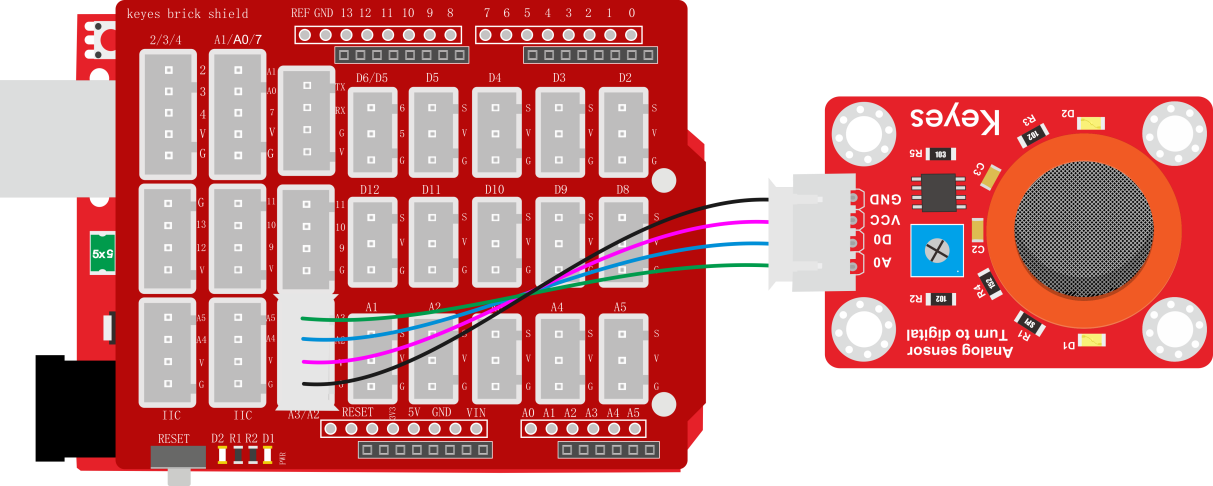 keyes brick shield
REF GND 13 12 11 10 9 8
7 6 5 4 3 2 1 0
2/3/4
A1/A0/7
2
3
4
V
G
A1
A0
7
V
G
TX
RX
G
V
D6/D5
D5
D4
D3
D2
6
5
G
S
V
G
S
V
G
S
V
G
S
V
G
G
13
12
V
11
10
9
V
11
10
9
G
D12
D11
D10
D9
D8
S
V
G
S
V
G
S
V
G
S
V
G
S
V
G
A5
A4
V
G
A5
A4
V
G
A3
V
G
A1
A2
A4
A5
S
V
G
S
V
G
S
V
G
S
V
G
S
V
G
IIC
IIC
A3/A2
RESET 3V3 5V GND VIN
A0 A1 A2 A3 A4 A5
RESET
D2 R1 R2 D1
PWR
5x5
Keyes
D2
R3
102
R5
103
C3
GND
VCC
D0
A0
C2
R4
152
R2
102
R1
1R5
D1
Analog sensor
Turn to digital